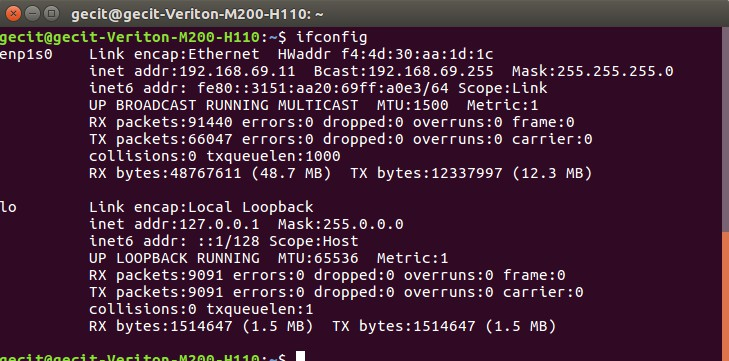 gecit@gecit-Veriton-M200-H110: ~
gecit@gecit-Veriton-M200-H110:~$ ifconfig
enp1s0    Link encap:Ethernet  HWaddr f4:4d:30:aa:1d:1c
          inet addr:192.168.69.11  Bcast:192.168.69.255  Mask:255.255.255.0
          inet6 addr: fe80::3151:aa20:69ff:a0e3/64 Scope:Link
          UP BROADCAST RUNNING MULTICAST  MTU:1500  Metric:1
          RX packets:91440 errors:0 dropped:0 overruns:0 frame:0
          TX packets:66047 errors:0 dropped:0 overruns:0 carrier:0
          collisions:0 txqueuelen:1000
          RX bytes:48767611 (48.7 MB)  TX bytes:12337997 (12.3 MB)
lo        Link encap:Local Loopback
          inet addr:127.0.0.1  Mask:255.0.0.0
          inet6 addr: ::1/128 Scope:Host
          UP LOOPBACK RUNNING  MTU:65536  Metric:1
          RX packets:9091 errors:0 dropped:0 overruns:0 frame:0
          TX packets:9091 errors:0 dropped:0 overruns:0 carrier:0
          collisions:0 txqueuelen:1
          RX bytes:1514647 (1.5 MB)  TX bytes:1514647 (1.5 MB)
gecit@gecit-Veriton-M200-H110:~$